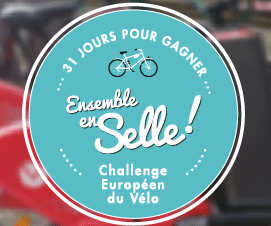 31 JOURS POUR GAGNER
Ensemble
en
Selle!
Challenge
Européen
du Vélo